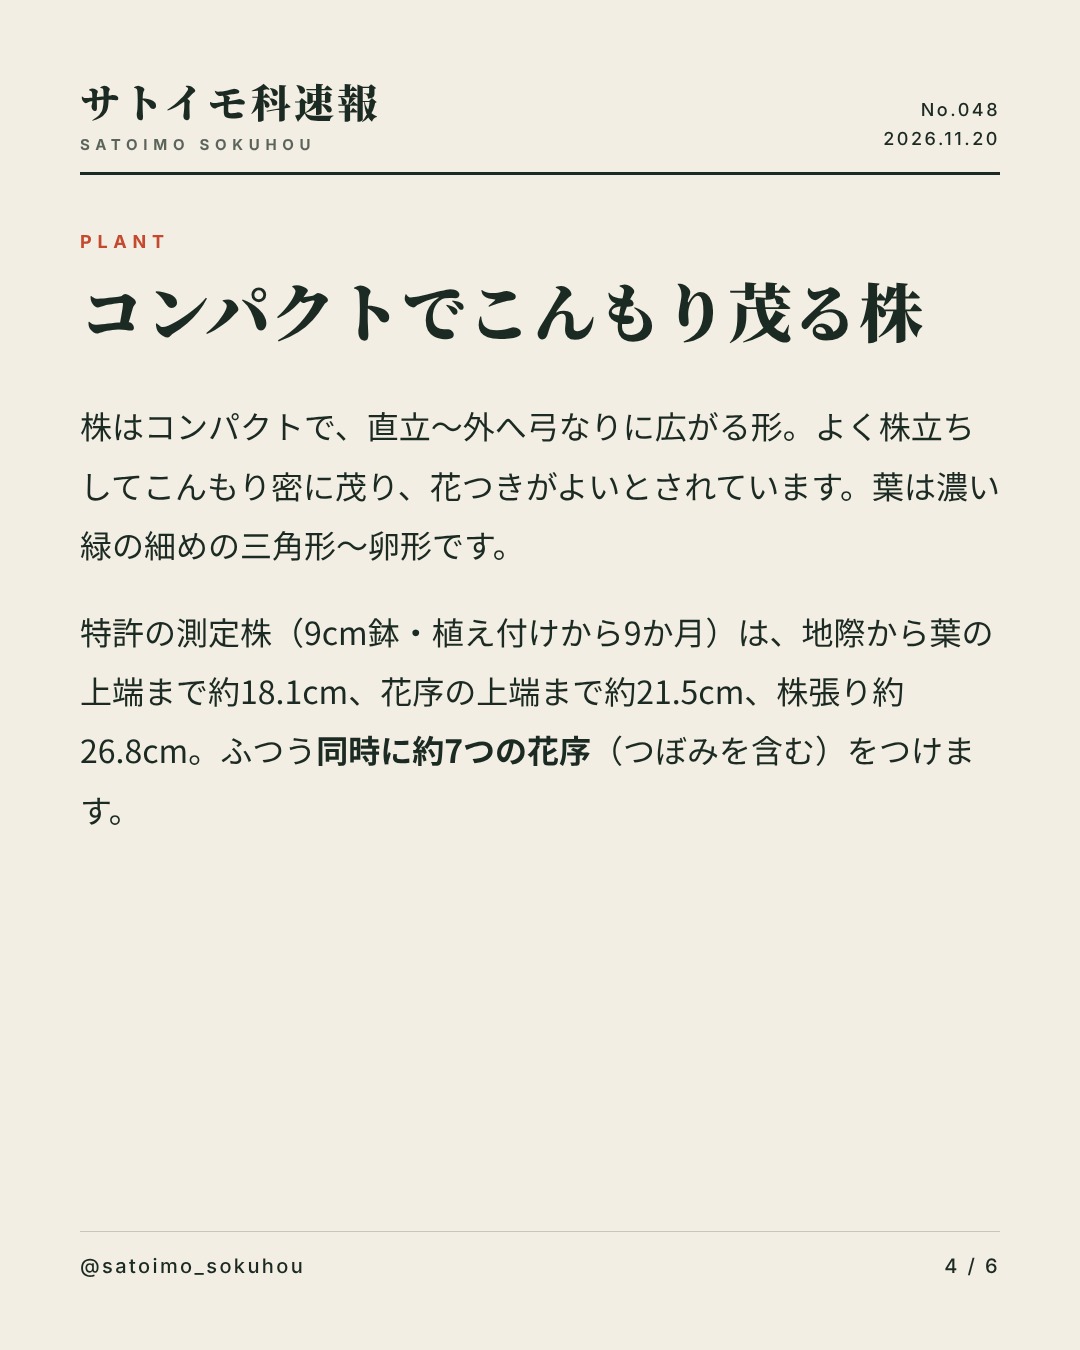 サトイモ科速報
SATOIMO SOKUHOU
No.048
2026.11.20
PLANT
コンパクトでこんもり茂る株
株はコンパクトで、直立〜外へ弓なりに広がる形。よく株立ち
してこんもり密に茂り、花つきがよいとされています。葉は濃い
緑の細めの三角形〜卵形です。
特許の測定株（9cm鉢・植え付けから9か月）は、地際から葉の
上端まで約18.1cm、花序の上端まで約21.5cm、株張り約
26.8cm。ふつう同時に約7つの花序（つぼみを含む）をつけま
す。
@satoimo_sokuhou
4 / 6